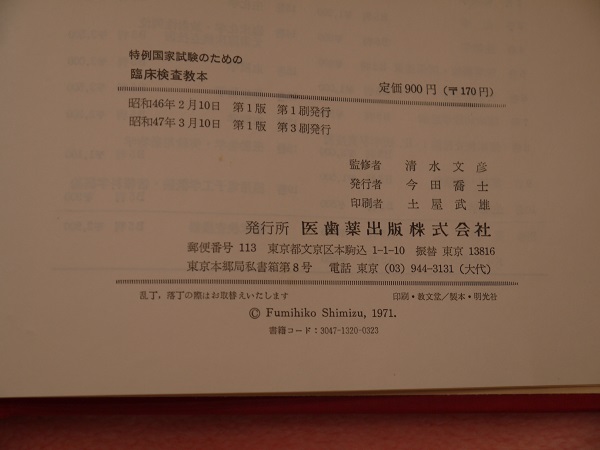 特例国家試験のための
臨床検査教本
定価900円（〒170円）
昭和46年2月10日 第1版 第1刷発行
昭和47年3月10日 第1版 第3刷発行
監修者 清水文彦
発行者 今田喬士
印刷者 土屋武雄
発行所 医歯薬出版株式会社
郵便番号 113 東京都文京区本駒込 1-1-10 振替 東京 13816
東京本郷局私書箱第8号 電話 東京 (03) 944-3131（大代）
乱丁，落丁の際はお取替えいたします
印刷・教文堂／製本・明光社
© Fumihiko Shimizu, 1971.
書籍コード：3047-1320-0323